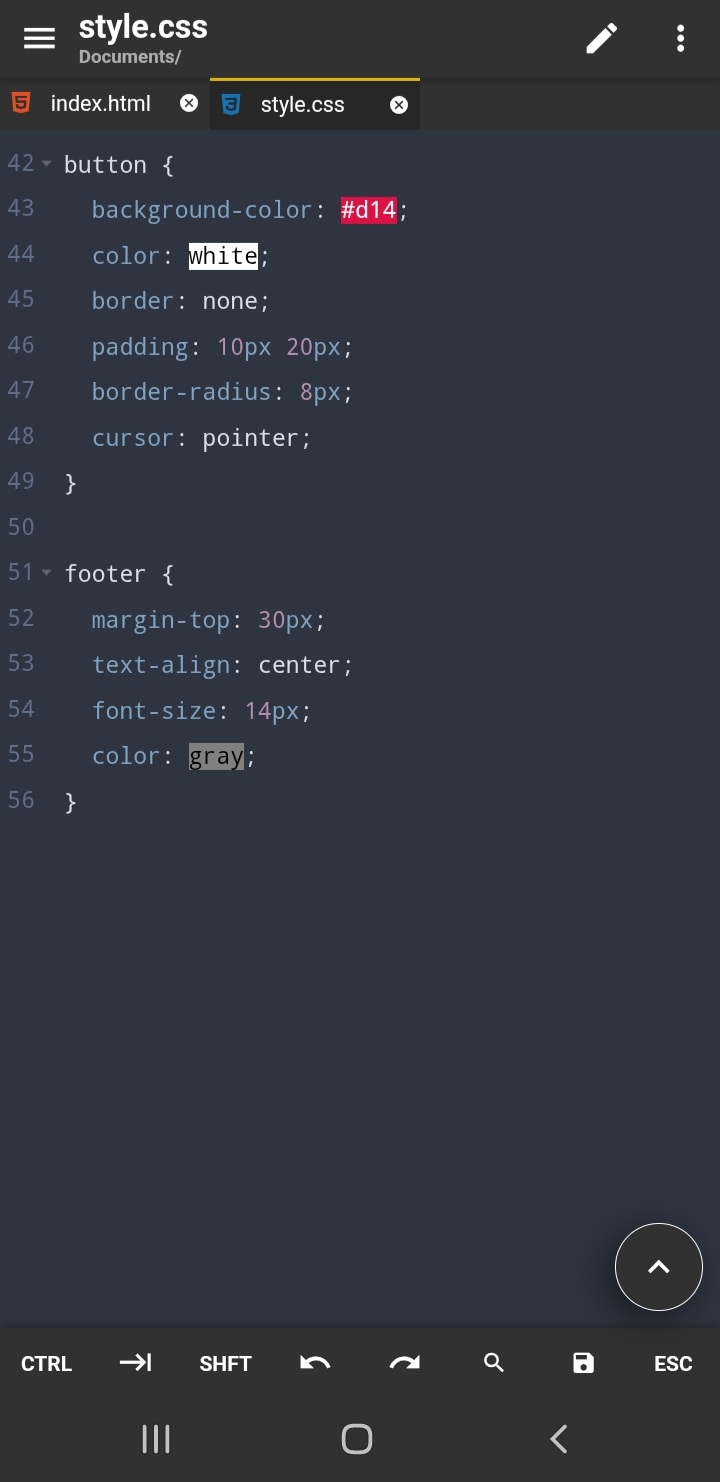 style.css
Documents/
index.html style.css
42 button {
43   background-color: #d14;
44   color: white;
45   border: none;
46   padding: 10px 20px;
47   border-radius: 8px;
48   cursor: pointer;
49 }
50
51 footer {
52   margin-top: 30px;
53   text-align: center;
54   font-size: 14px;
55   color: gray;
56 }
CTRL SHFT ESC